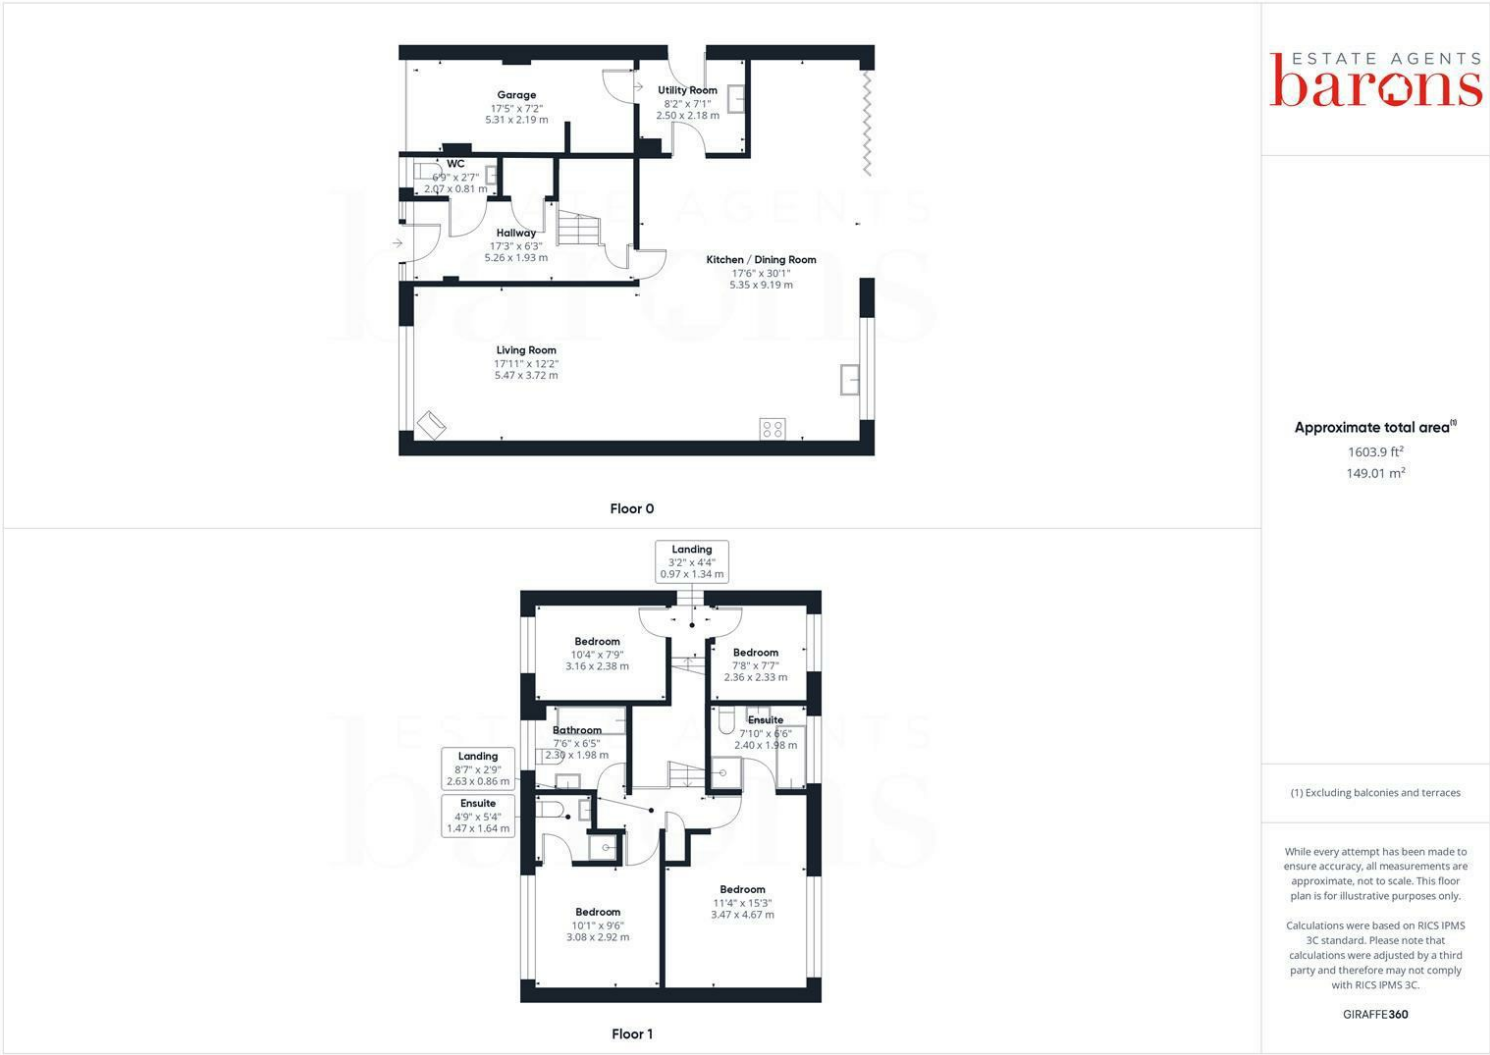 Garage
17'5" x 7'2"
5.31 x 2.19 m
Utility Room
8'2" x 7'1"
2.50 x 2.18 m
WC
6'9" x 2'7"
2.07 x 0.81 m
Hallway
17'3" x 6'3"
5.26 x 1.93 m
Kitchen / Dining Room
17'6" x 30'1"
5.35 x 9.19 m
Living Room
17'11" x 12'2"
5.47 x 3.72 m
Floor 0
Landing
3'2" x 4'4"
0.97 x 1.34 m
Bedroom
10'4" x 7'9"
3.16 x 2.38 m
Bedroom
7'8" x 7'7"
2.36 x 2.33 m
Bathroom
7'6" x 6'5"
2.30 x 1.98 m
Ensuite
7'10" x 6'6"
2.40 x 1.98 m
Landing
8'7" x 2'9"
2.63 x 0.86 m
Ensuite
4'9" x 5'4"
1.47 x 1.64 m
Bedroom
10'1" x 9'6"
3.08 x 2.92 m
Bedroom
11'4" x 15'3"
3.47 x 4.67 m
Floor 1
ESTATE AGENTS
barons
ESTATE AGENTS
barons
ESTATE AGENTS
barons
Approximate total area(1)
1603.9 ft²
149.01 m²
(1) Excluding balconies and terraces
While every attempt has been made to
ensure accuracy, all measurements are
approximate, not to scale. This floor
plan is for illustrative purposes only.
Calculations were based on RICS IPMS
3C standard. Please note that
calculations were adjusted by a third
party and therefore may not comply
with RICS IPMS 3C.
GIRAFFE360